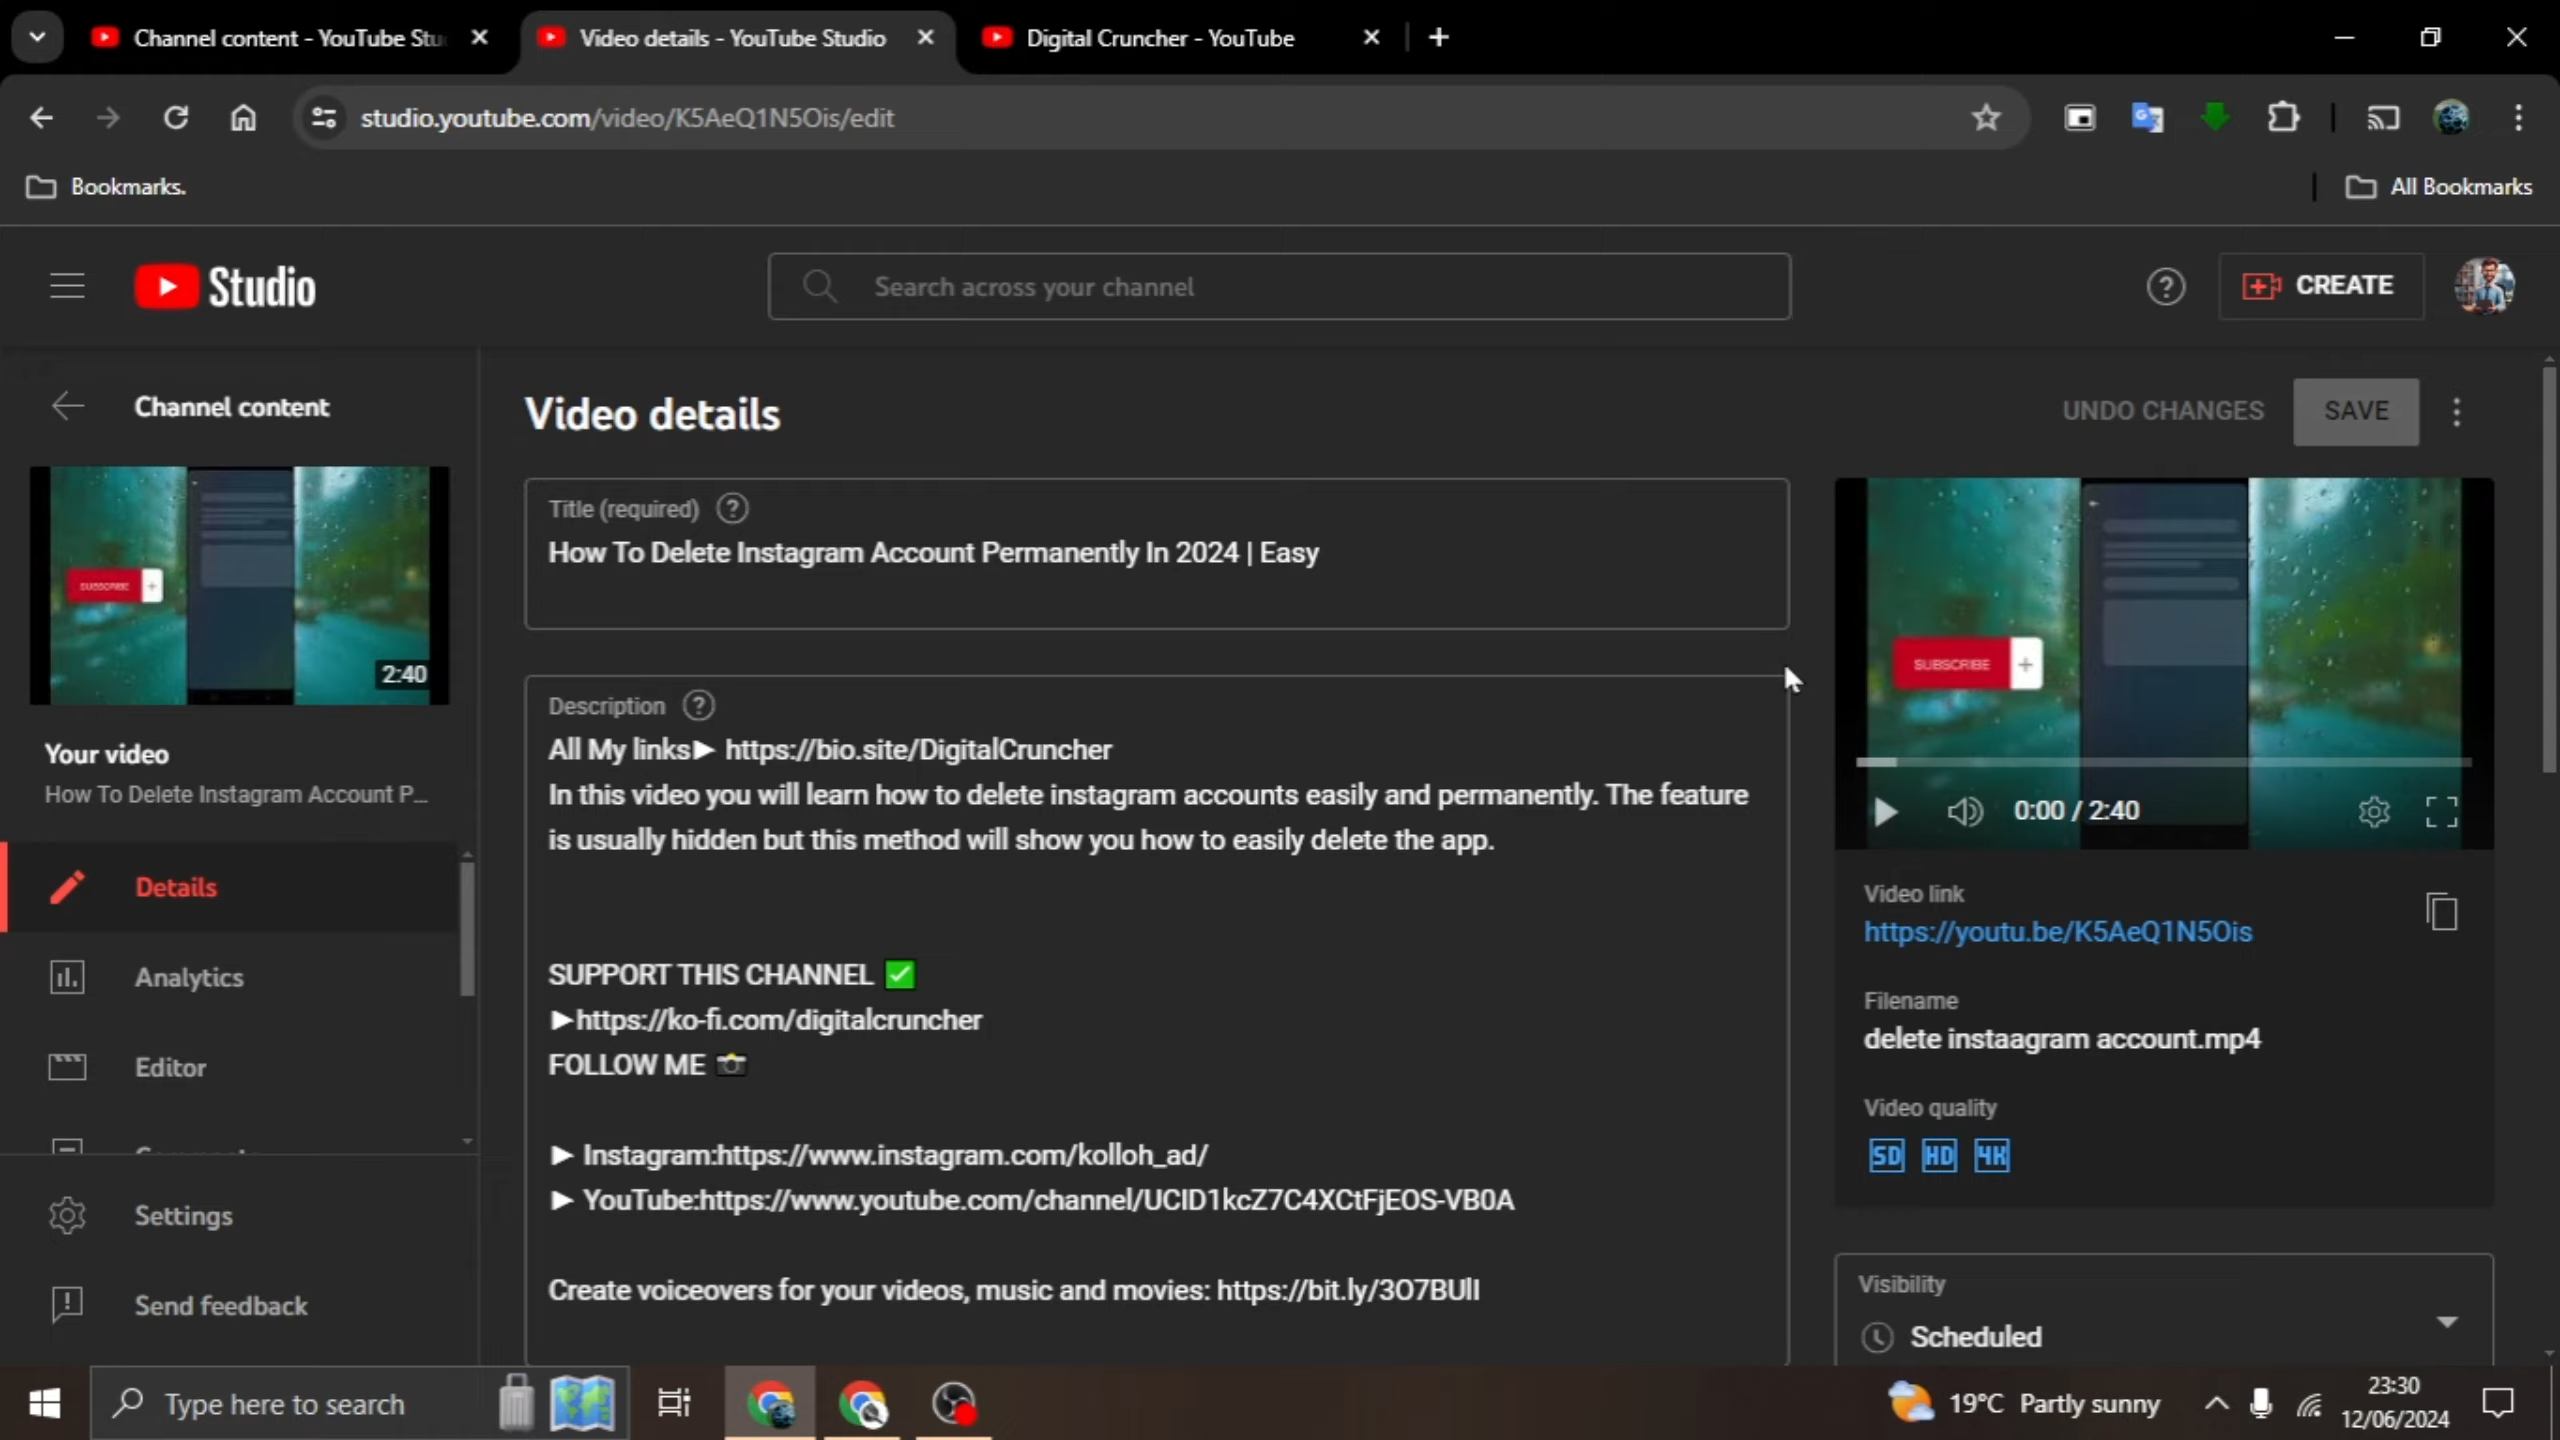 Channel content - YouTube Stu
Video details - YouTube Studio
Digital Cruncher - YouTube
studio.youtube.com/video/K5AeQ1N5Ois/edit
Bookmarks.
All Bookmarks
Studio
Search across your channel
CREATE
Channel content
Video details
UNDO CHANGES
SAVE
SUBSCRIBE
2:40
Your video
How To Delete Instagram Account P...
Details
Analytics
Editor
Settings
Send feedback
Title (required)
How To Delete Instagram Account Permanently In 2024 | Easy
Description
All My links► https://bio.site/DigitalCruncher
In this video you will learn how to delete instagram accounts easily and permanently. The feature
is usually hidden but this method will show you how to easily delete the app.
SUPPORT THIS CHANNEL ✅
►https://ko-fi.com/digitalcruncher
FOLLOW ME 📷
► Instagram:https://www.instagram.com/kolloh_ad/
► YouTube:https://www.youtube.com/channel/UCID1kcZ7C4XCtFjEOS-VB0A
Create voiceovers for your videos, music and movies: https://bit.ly/3O7BUlI
SUBSCRIBE
0:00 / 2:40
Video link
https://youtu.be/K5AeQ1N5Ois
Filename
delete instaagram account.mp4
Video quality
SD HD 4K
Visibility
Scheduled
Type here to search
19°C Partly sunny
23:30
12/06/2024